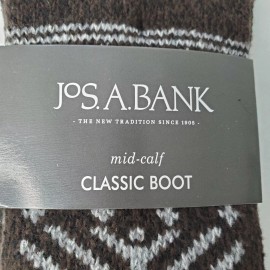 JOS. A. BANK
- THE NEW TRADITION SINCE 1905 -
mid-calf
CLASSIC BOOT